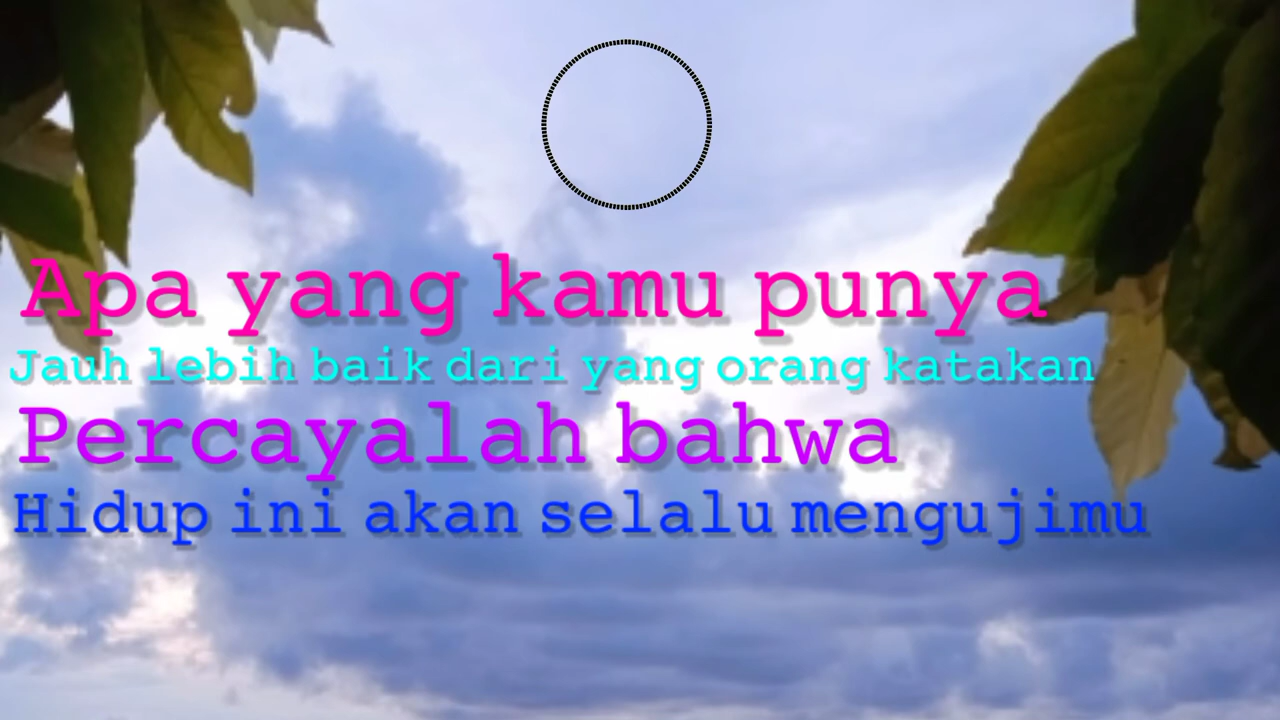 Apa yang kamu punya
Jauh lebih baik dari yang orang katakan
Percayalah bahwa
Hidup ini akan selalu mengujimu